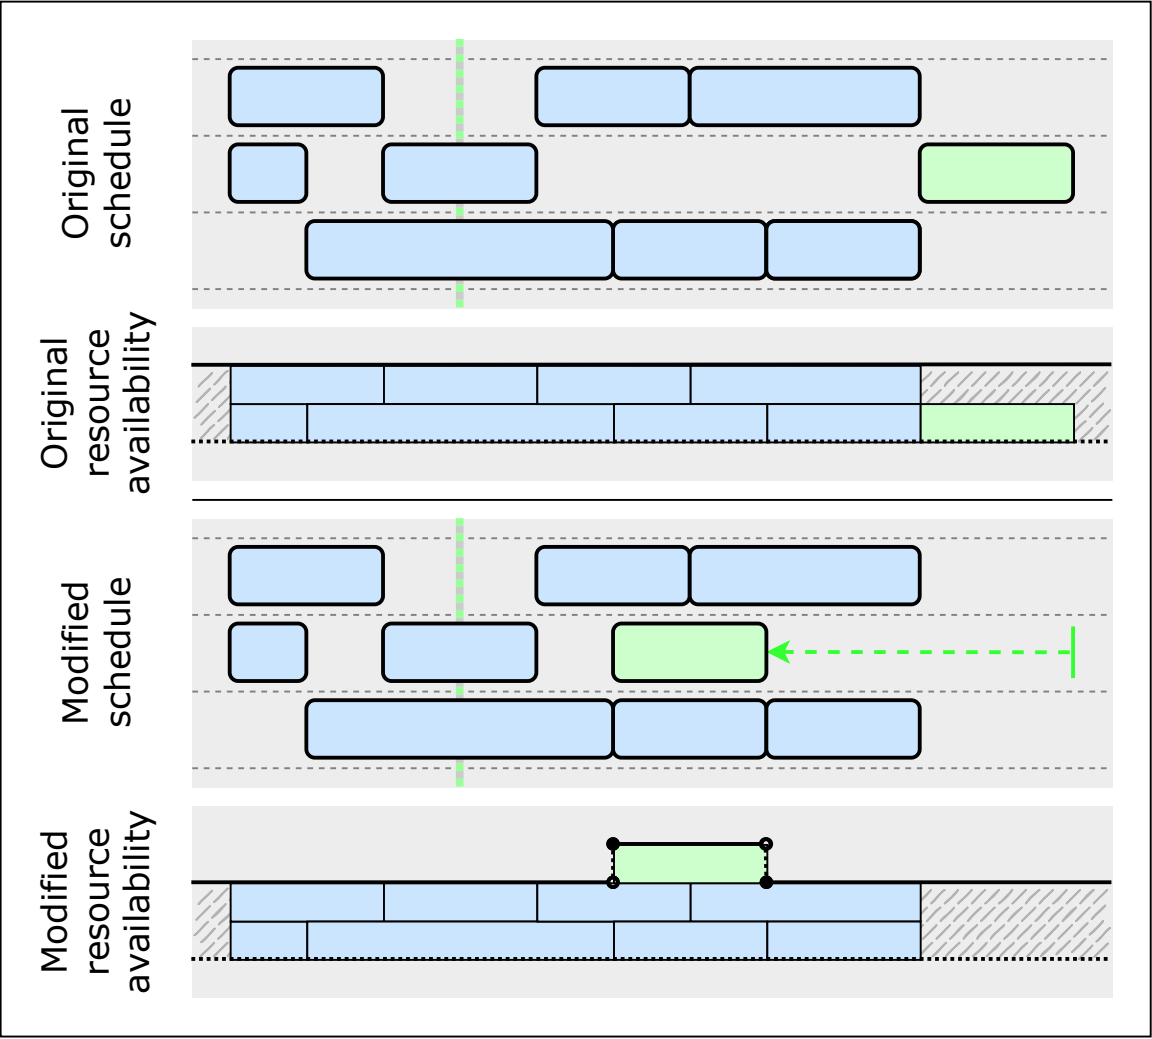 Original
schedule
Original
resource
availability
Modified
schedule
Modified
resource
availability